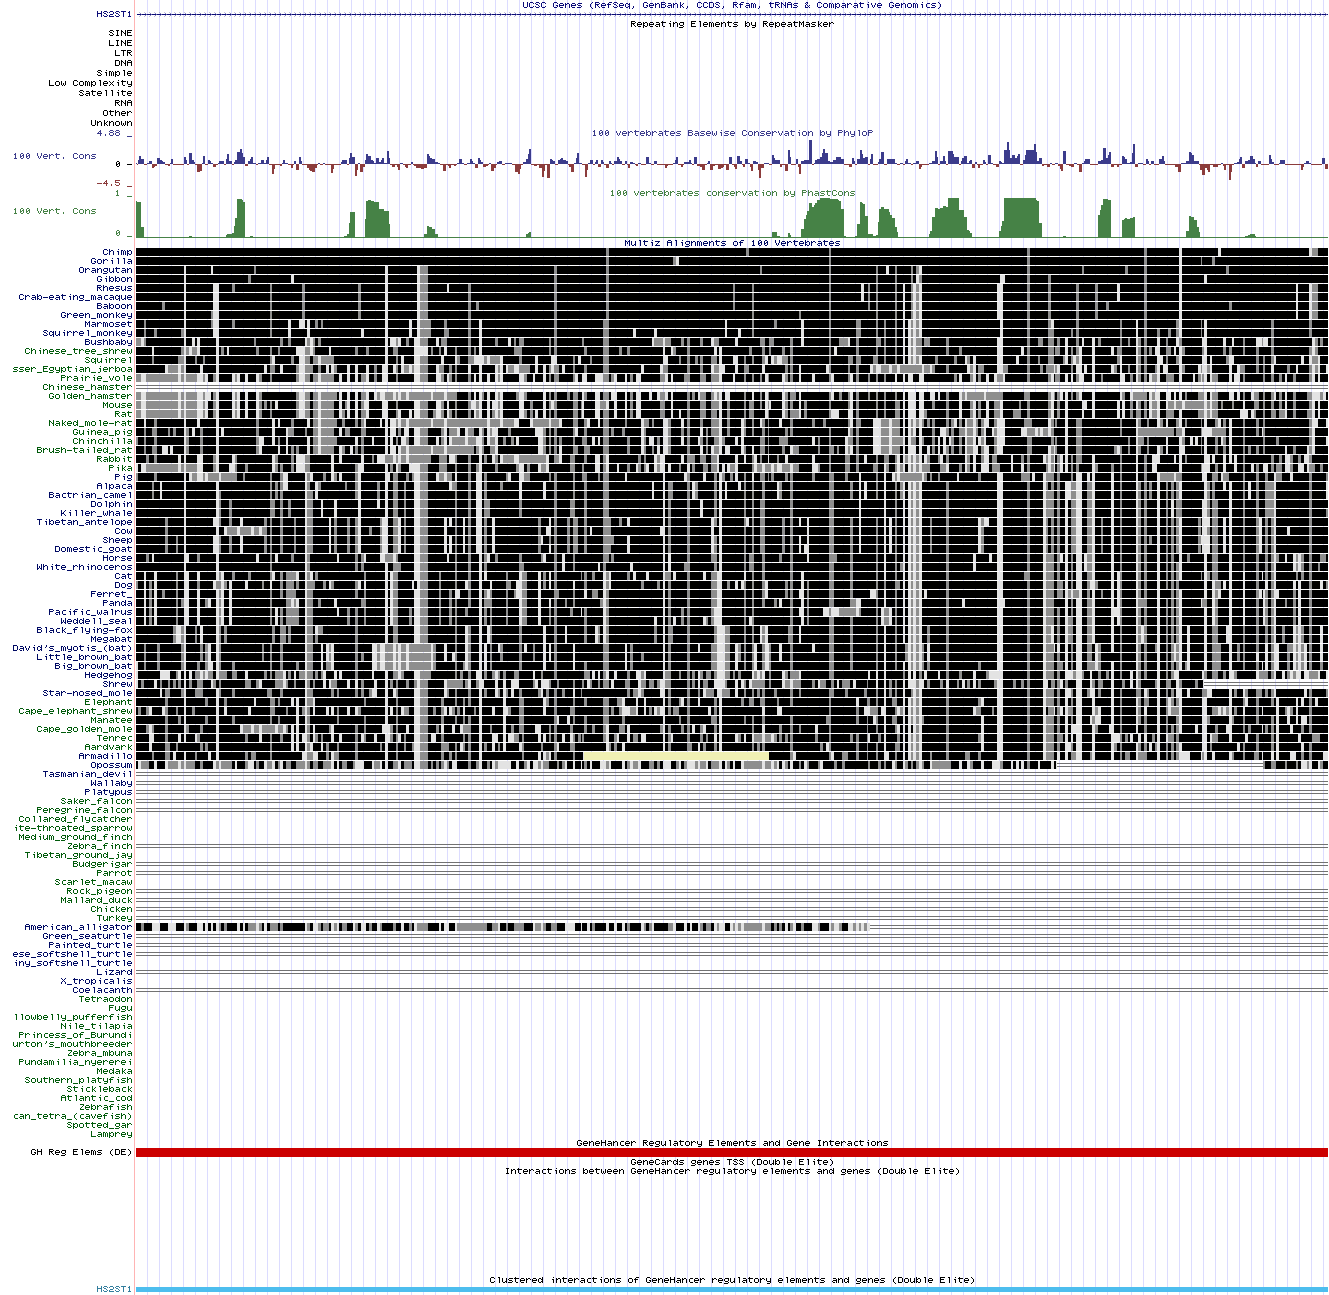 UCSC Genes (RefSeq, GenBank, CCDS, Rfam, tRNAs & Comparative Genomics)
HS2ST1
Repeating Elements by RepeatMasker
SINE
LINE
LTR
DNA
Simple
Low Complexity
Satellite
RNA
Other
Unknown
4.88 _
100 vertebrates Basewise Conservation by PhyloP
100 Vert. Cons
0 _
-4.5 _
100 vertebrates conservation by PhastCons
1 _
100 Vert. Cons
0 _
Multiz Alignments of 100 Vertebrates
Chimp
Gorilla
Orangutan
Gibbon
Rhesus
Crab-eating_macaque
Baboon
Green_monkey
Marmoset
Squirrel_monkey
Bushbaby
Chinese_tree_shrew
Squirrel
sser_Egyptian_jerboa
Prairie_vole
Chinese_hamster
Golden_hamster
Mouse
Rat
Naked_mole-rat
Guinea_pig
Chinchilla
Brush-tailed_rat
Rabbit
Pika
Pig
Alpaca
Bactrian_camel
Dolphin
Killer_whale
Tibetan_antelope
Cow
Sheep
Domestic_goat
Horse
White_rhinoceros
Cat
Dog
Ferret_
Panda
Pacific_walrus
Weddell_seal
Black_flying-fox
Megabat
David's_myotis_(bat)
Little_brown_bat
Big_brown_bat
Hedgehog
Shrew
Star-nosed_mole
Elephant
Cape_elephant_shrew
Manatee
Cape_golden_mole
Tenrec
Aardvark
Armadillo
Opossum
Tasmanian_devil
Wallaby
Platypus
Saker_falcon
Peregrine_falcon
Collared_flycatcher
ite-throated_sparrow
Medium_ground_finch
Zebra_finch
Tibetan_ground_jay
Budgerigar
Parrot
Scarlet_macaw
Rock_pigeon
Mallard_duck
Chicken
Turkey
American_alligator
Green_seaturtle
Painted_turtle
ese_softshell_turtle
iny_softshell_turtle
Lizard
X_tropicalis
Coelacanth
Tetraodon
Fugu
llowbelly_pufferfish
Nile_tilapia
Princess_of_Burundi
urton's_mouthbreeder
Zebra_mbuna
Pundamilia_nyererei
Medaka
Southern_platyfish
Stickleback
Atlantic_cod
Zebrafish
can_tetra_(cavefish)
Spotted_gar
Lamprey
GeneHancer Regulatory Elements and Gene Interactions
GH Reg Elems (DE)
GeneCards genes TSS (Double Elite)
Interactions between GeneHancer regulatory elements and genes (Double Elite)
Clustered interactions of GeneHancer regulatory elements and genes (Double Elite)
HS2ST1